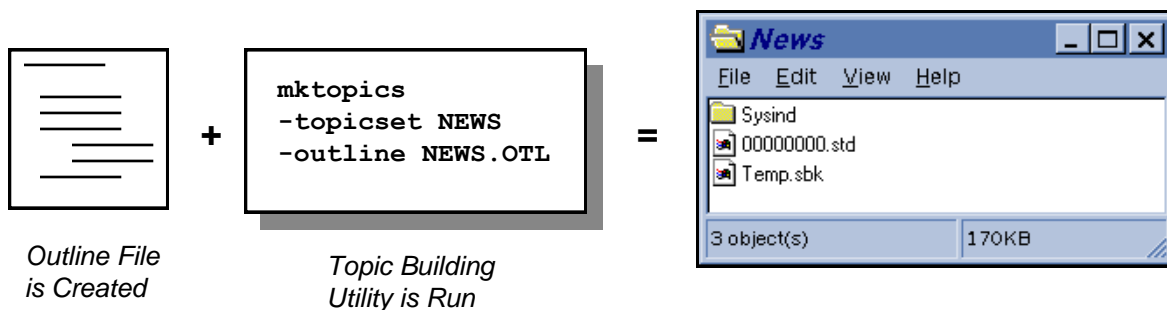 mktopics
-topicset NEWS
-outline NEWS.OTL
+
=
Outline File
is Created
Topic Building
Utility is Run
News
File Edit View Help
Sysind
00000000.std
Temp.sbk
3 object(s) 170KB